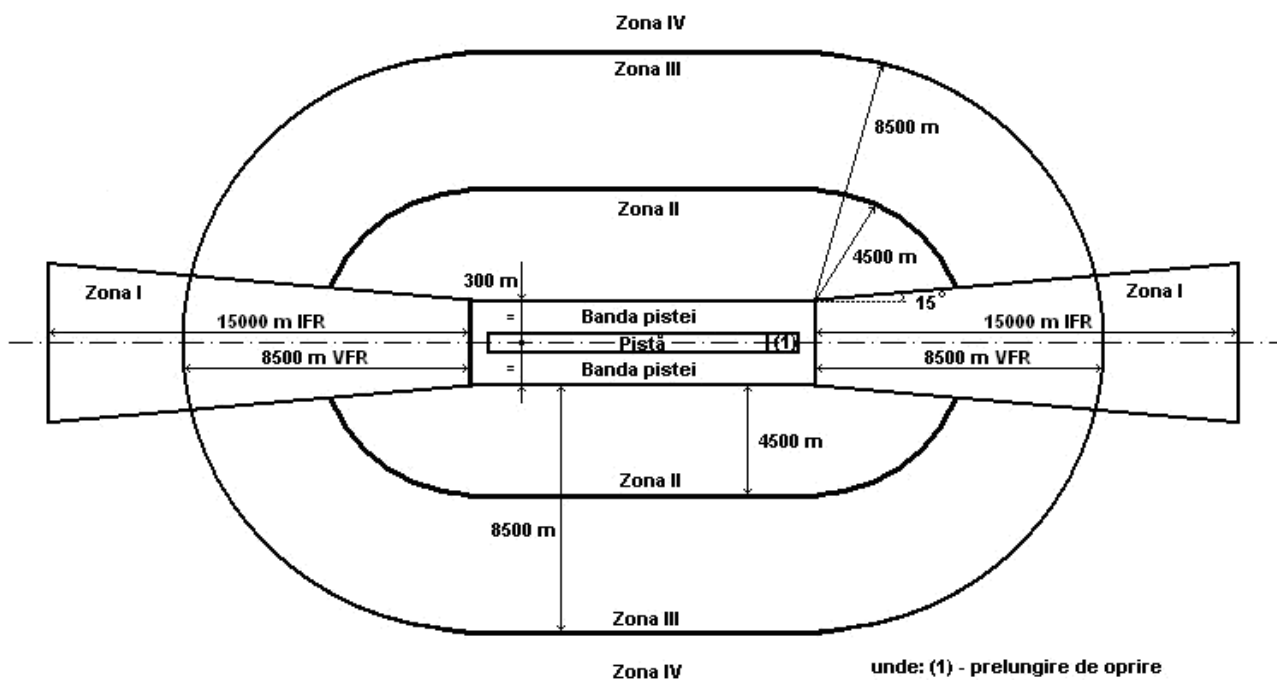 Zona IV
Zona III
8500 m
Zona II
4500 m
300 m
Zona I
15°
Zona I
=
Banda pistei
15000 m IFR
15000 m IFR
Pistă
(1)
8500 m VFR
=
Banda pistei
8500 m VFR
4500 m
Zona II
8500 m
Zona III
Zona IV
unde: (1) - prelungire de oprire